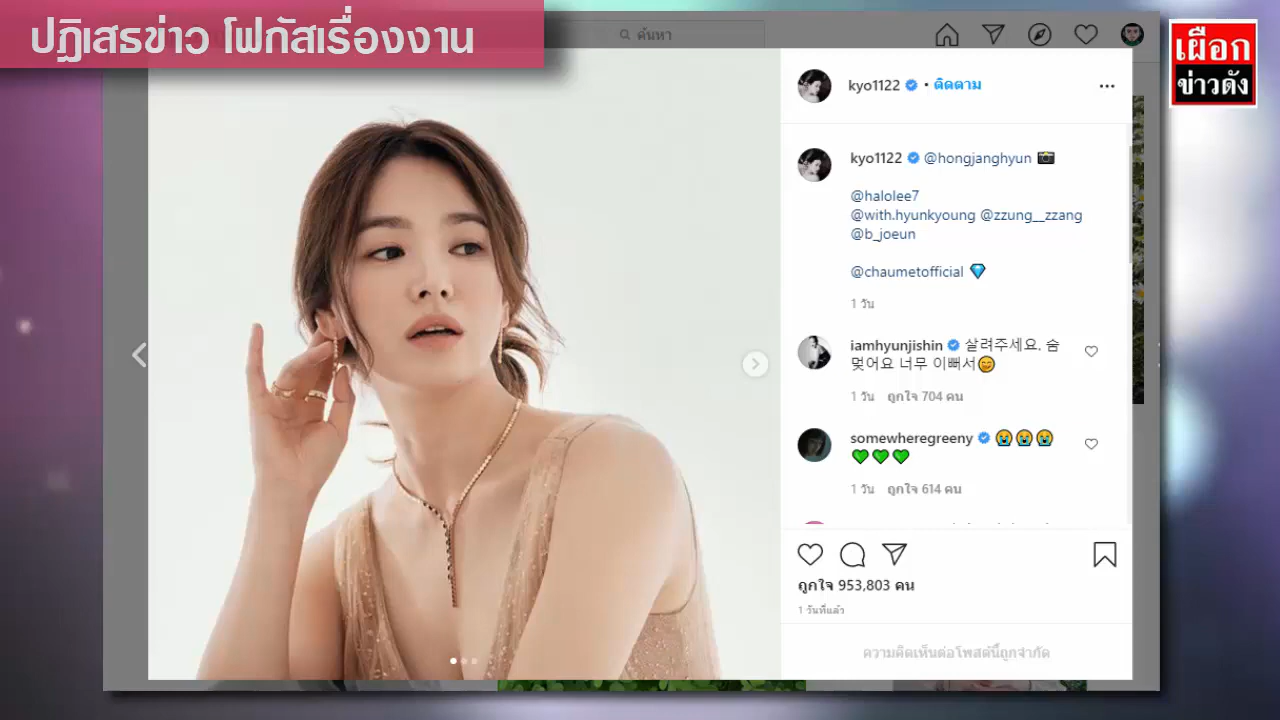 ปฏิเสธข่าว โฟกัสเรื่องงาน
ค้นหา
เผือก
ข่าวดัง
kyo1122 • ติดตาม
kyo1122 @hongjanghyun
@halolee7
@with.hyunkyoung @zzung__zzang
@b_joeun
@chaumetofficial
1 วัน
iamhyunjishin 살려주세요. 숨
멎어요 너무 이뻐서
1 วัน ถูกใจ 704 คน
somewheregreeny
1 วัน ถูกใจ 614 คน
ถูกใจ 953,803 คน
1 วันที่แล้ว
ความคิดเห็นต่อโพสต์นี้ถูกจำกัด